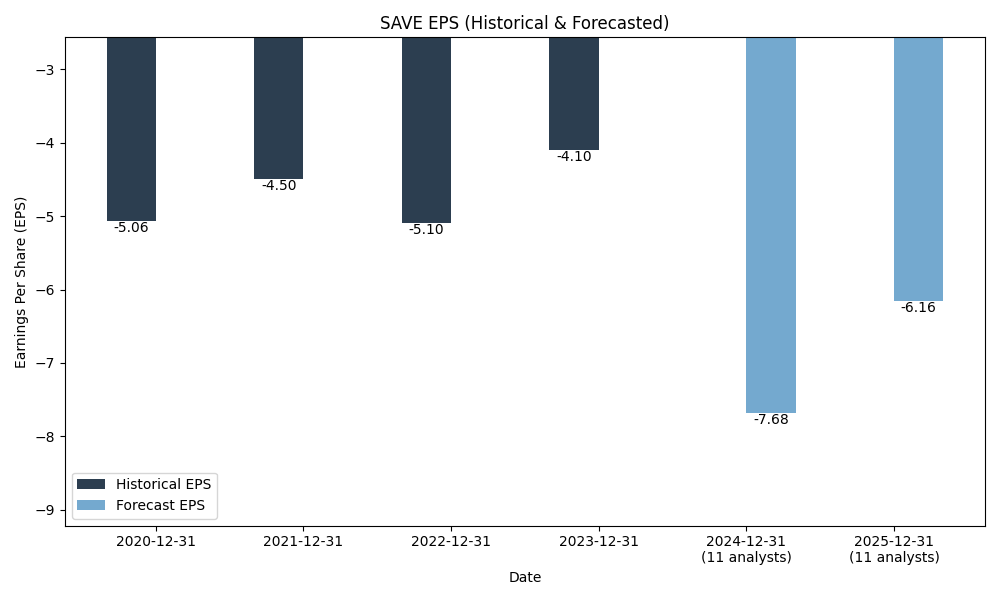 SAVE EPS (Historical & Forecasted)
Earnings Per Share (EPS)
−3
−4
−5
−6
−7
−8
−9
-5.06
-4.50
-5.10
-4.10
-7.68
-6.16
Historical EPS
Forecast EPS
2020-12-31
2021-12-31
2022-12-31
2023-12-31
2024-12-31
(11 analysts)
2025-12-31
(11 analysts)
Date